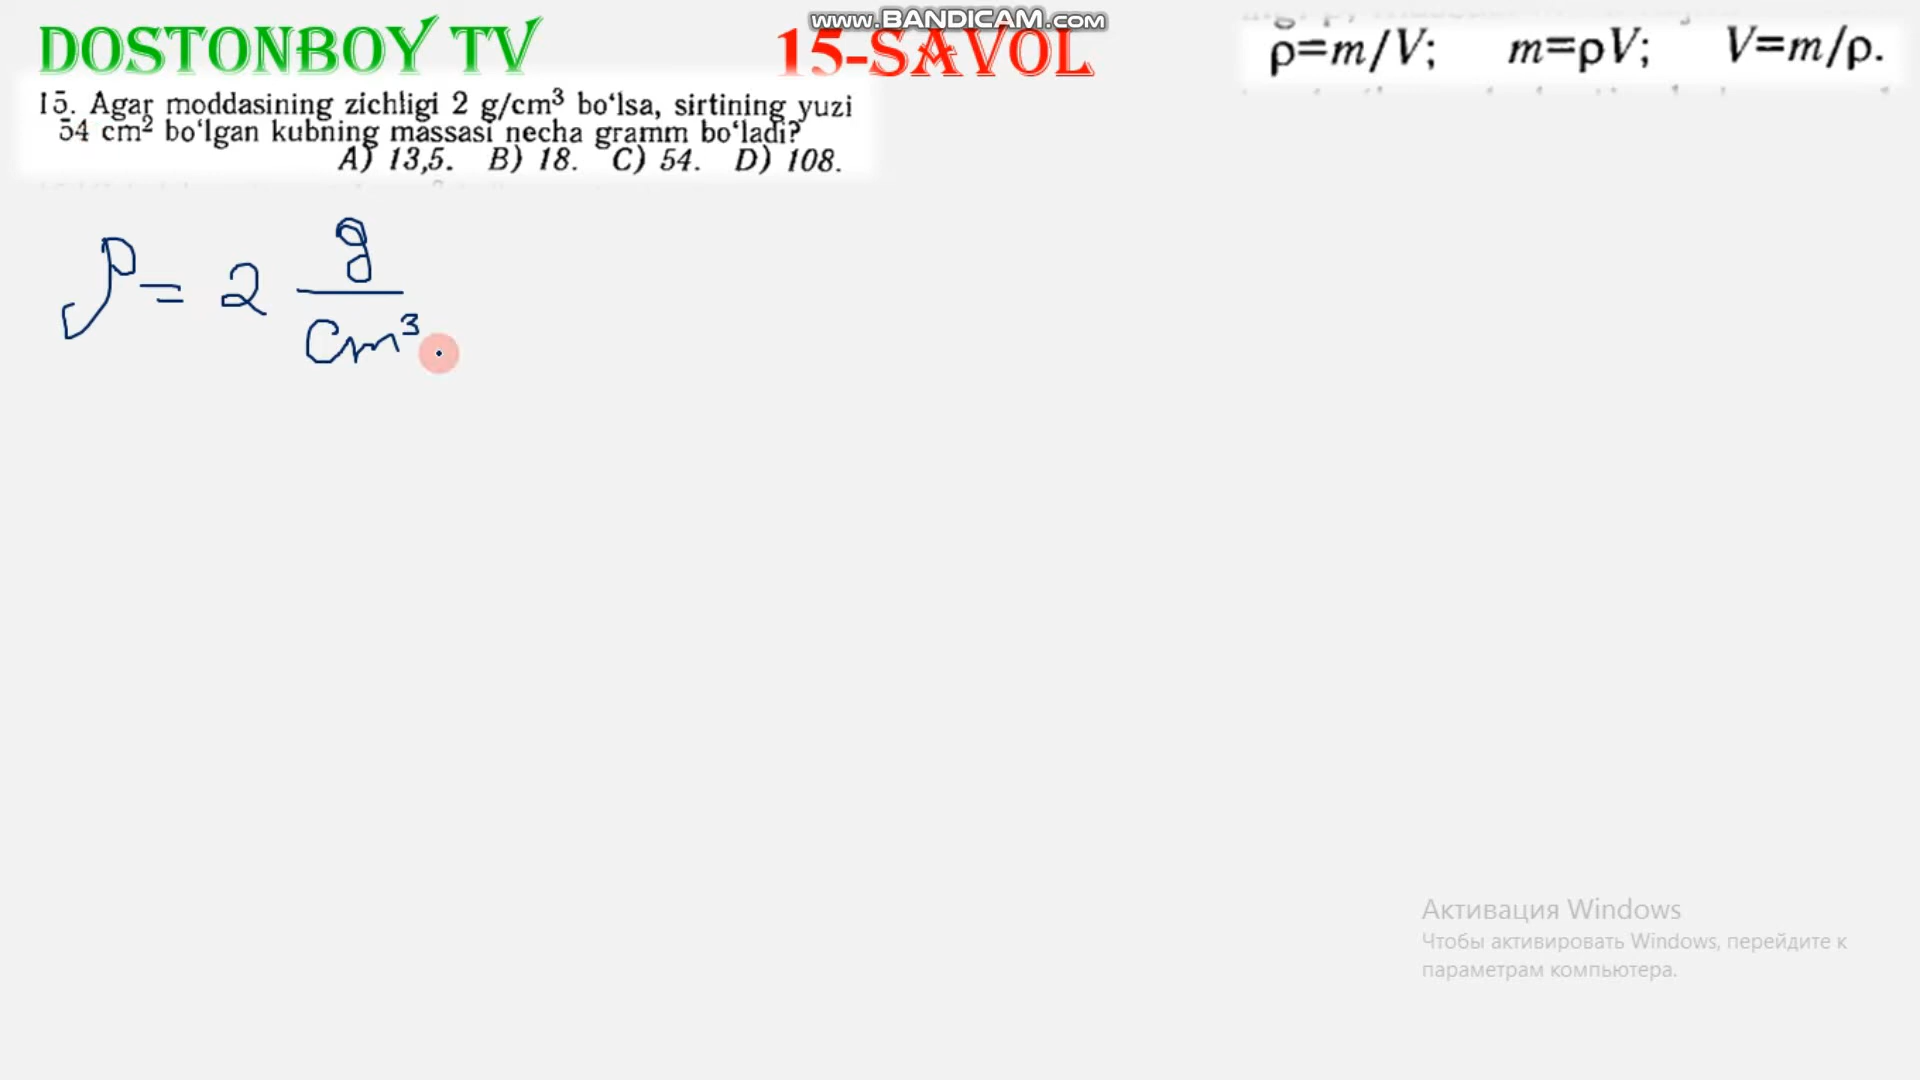 www.BANDICAM.com
DOSTONBOY TV
15-SAVOL
ρ=m/V; m=ρV; V=m/ρ.
15. Agar moddasining zichligi 2 g/cm³ bo‘lsa, sirtining yuzi
54 cm² bo‘lgan kubning massasi necha gramm bo‘ladi?
A) 13,5. B) 18. C) 54. D) 108.
ρ = 2 g/cm³
Активация Windows
Чтобы активировать Windows, перейдите к
параметрам компьютера.